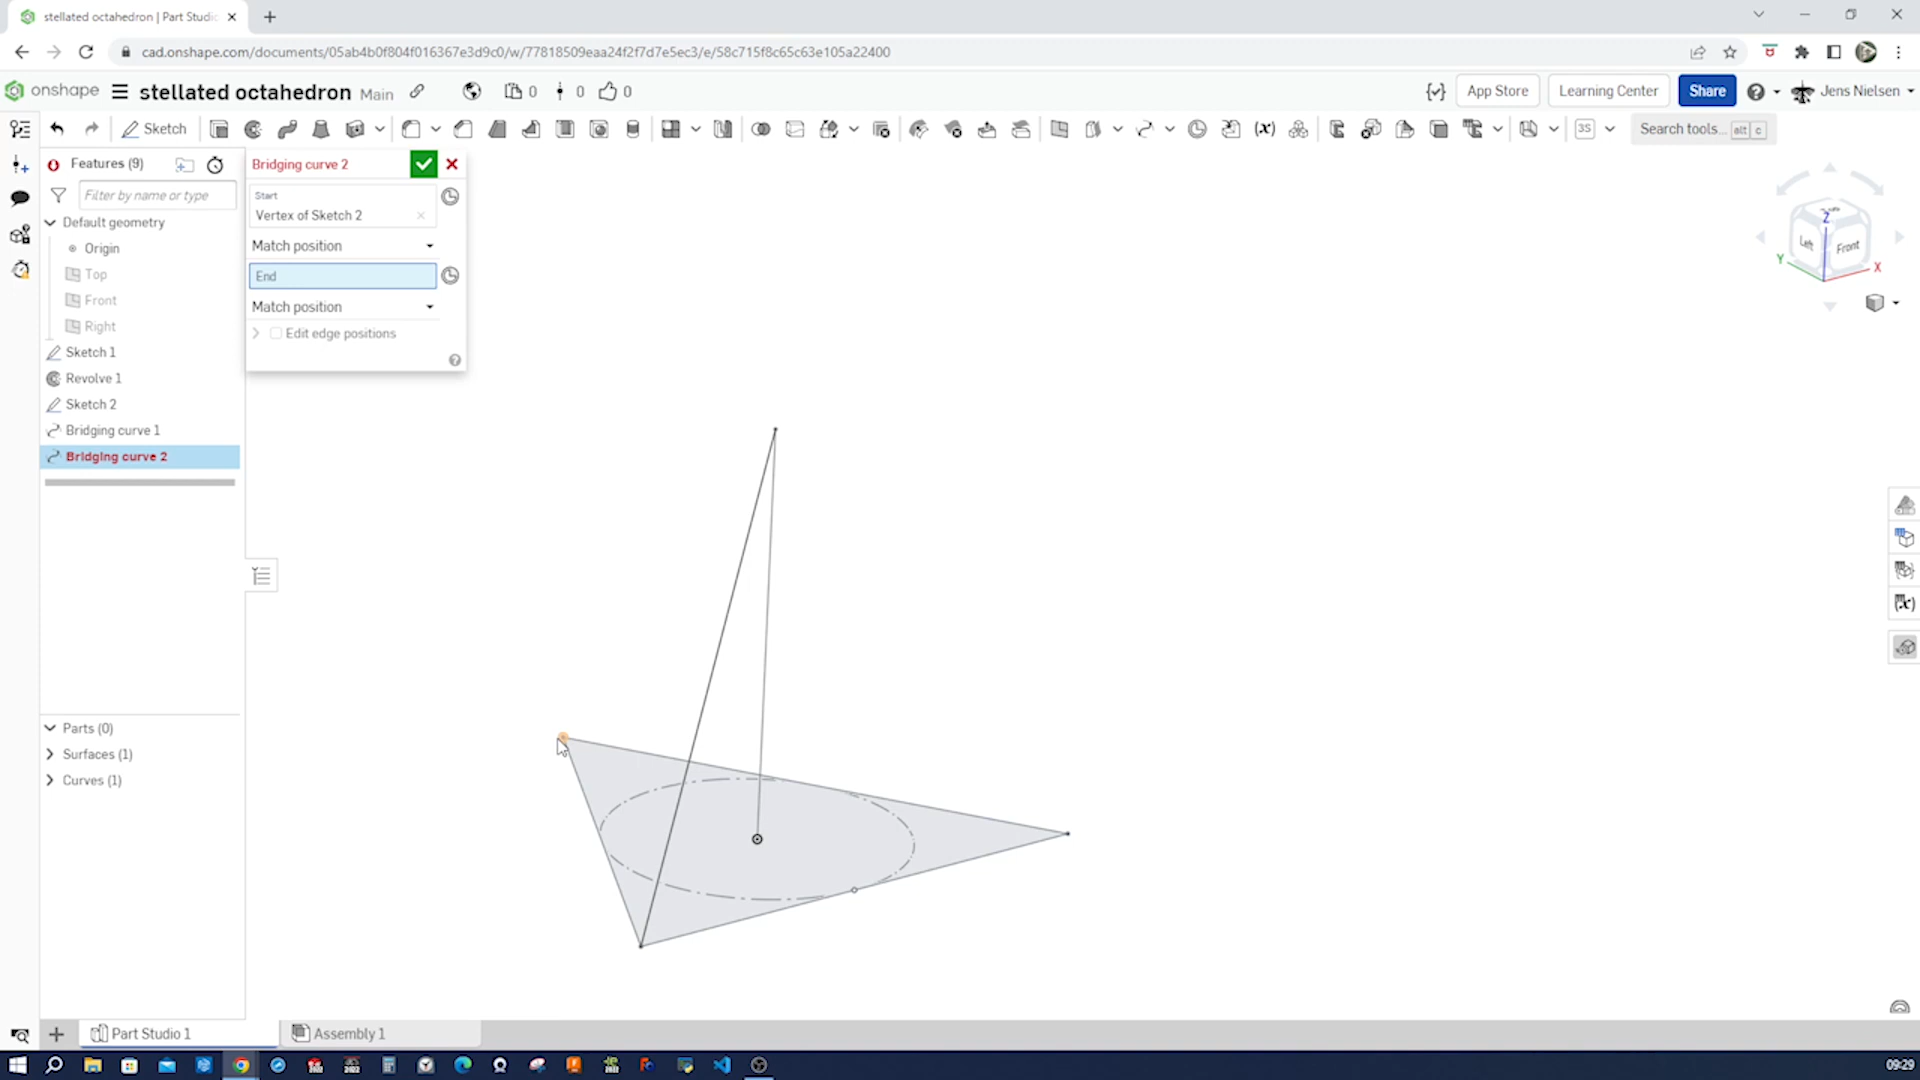 stellated octahedron | Part Studio
cad.onshape.com/documents/05ab4b0f804f016367e3d9c0/w/77818509eaa24f2f7d7e5ec3/e/58c715f8c65c63e105a22400
onshape stellated octahedron Main 0 0 0 App Store Learning Center Share Jens Nielsen
Sketch (x) 3S Search tools... alt c
Features (9)
Filter by name or type
Default geometry
Origin
Top
Front
Right
Sketch 1
Revolve 1
Sketch 2
Bridging curve 1
Bridging curve 2
Parts (0)
Surfaces (1)
Curves (1)
Bridging curve 2
Start
Vertex of Sketch 2
Match position
End
Match position
Edit edge positions
Z
Left Front
Y X
(x)
Part Studio 1 Assembly 1
09:29